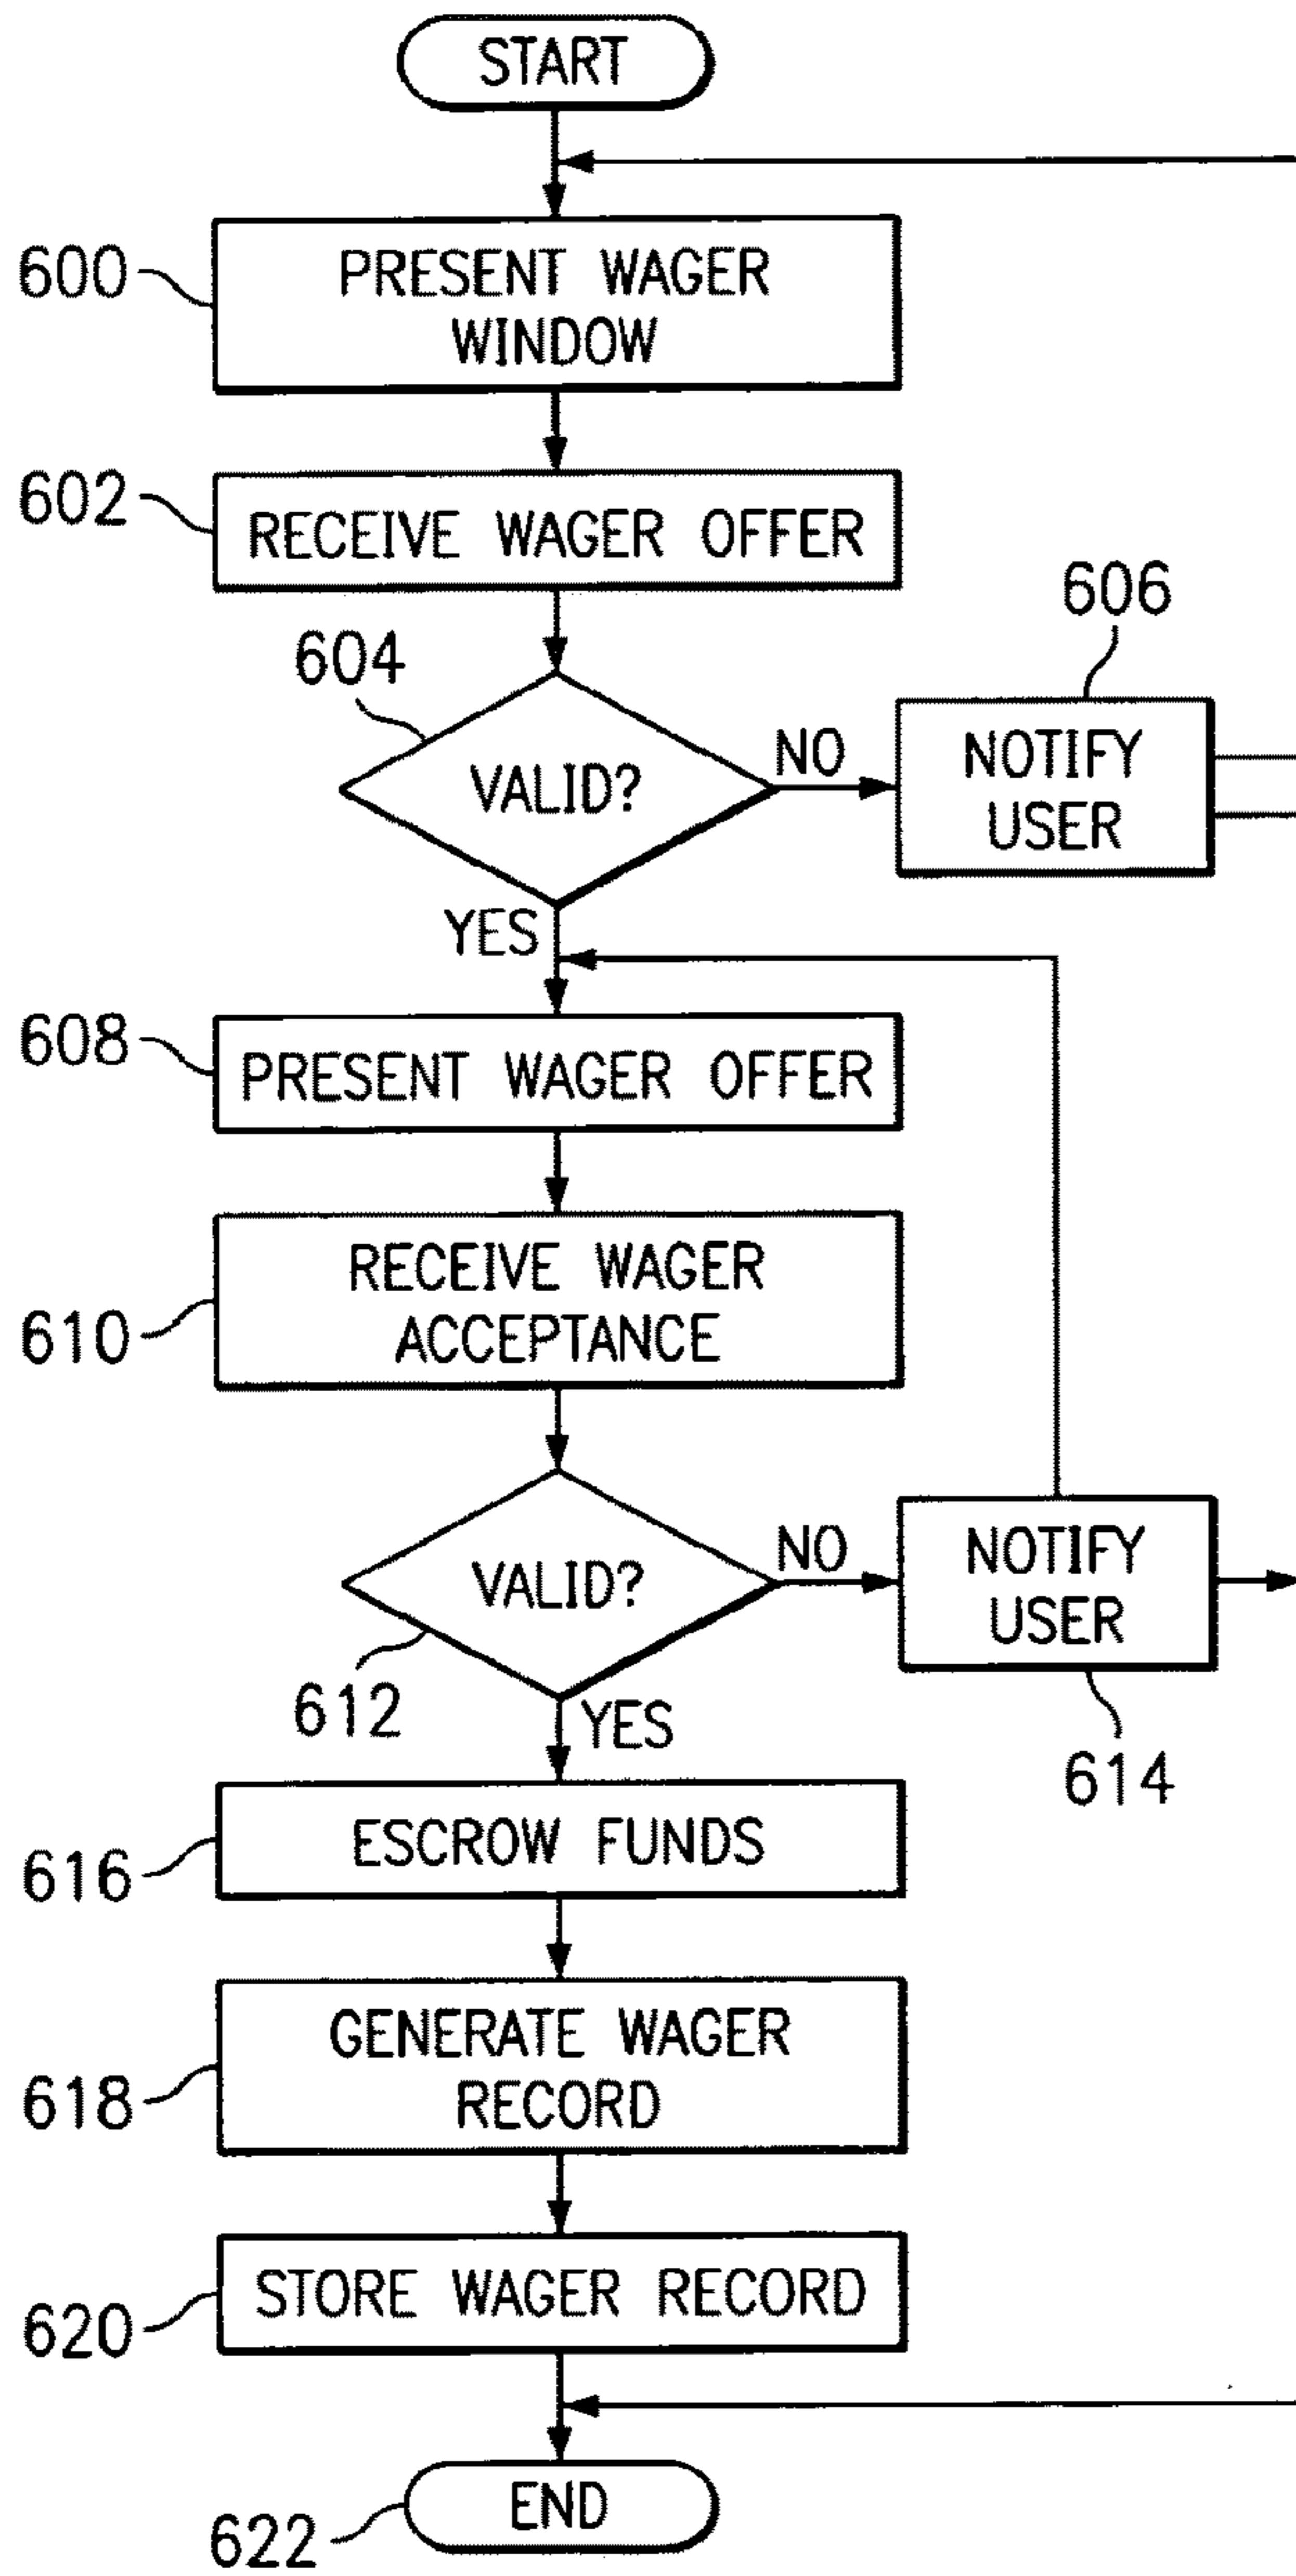 START
600
PRESENT WAGER
WINDOW
602
RECEIVE WAGER OFFER
606
604
VALID?
NO
NOTIFY
USER
YES
608
PRESENT WAGER OFFER
610
RECEIVE WAGER
ACCEPTANCE
VALID?
NO
NOTIFY
USER
612
YES
614
616
ESCROW FUNDS
618
GENERATE WAGER
RECORD
620
STORE WAGER RECORD
END
622